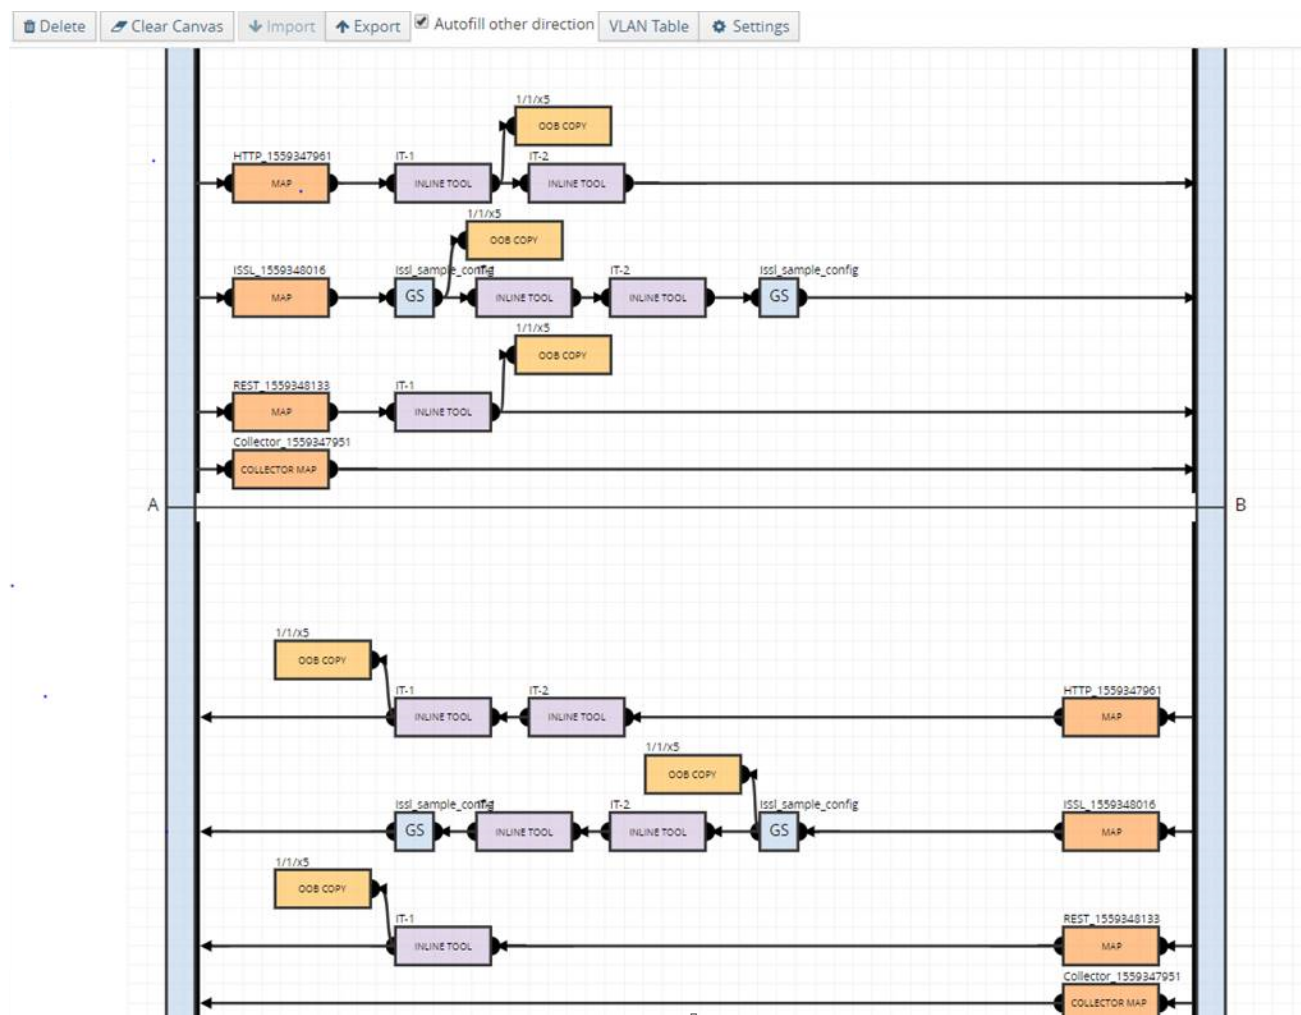 Delete Clear Canvas Import Export Autofill other direction VLAN Table Settings
1/1/x5
OOB COPY
HTTP_1559347961 IT-1 IT-2
MAP INLINE TOOL INLINE TOOL
1/1/x5
OOB COPY
ISSL_1559348016 Issl_sample_config IT-2 Issl_sample_config
MAP GS INLINE TOOL INLINE TOOL GS
1/1/x5
OOB COPY
REST_1559348133 IT-1
MAP INLINE TOOL
Collector_1559347951
COLLECTOR MAP
A B
1/1/x5
OOB COPY
IT-1 IT-2 HTTP_1559347961
INLINE TOOL INLINE TOOL MAP
1/1/x5
OOB COPY
Issl_sample_config IT-2 Issl_sample_config ISSL_1559348016
GS INLINE TOOL INLINE TOOL GS MAP
1/1/x5
OOB COPY
IT-1 REST_1559348133
INLINE TOOL MAP
Collector_1559347951
COLLECTOR MAP